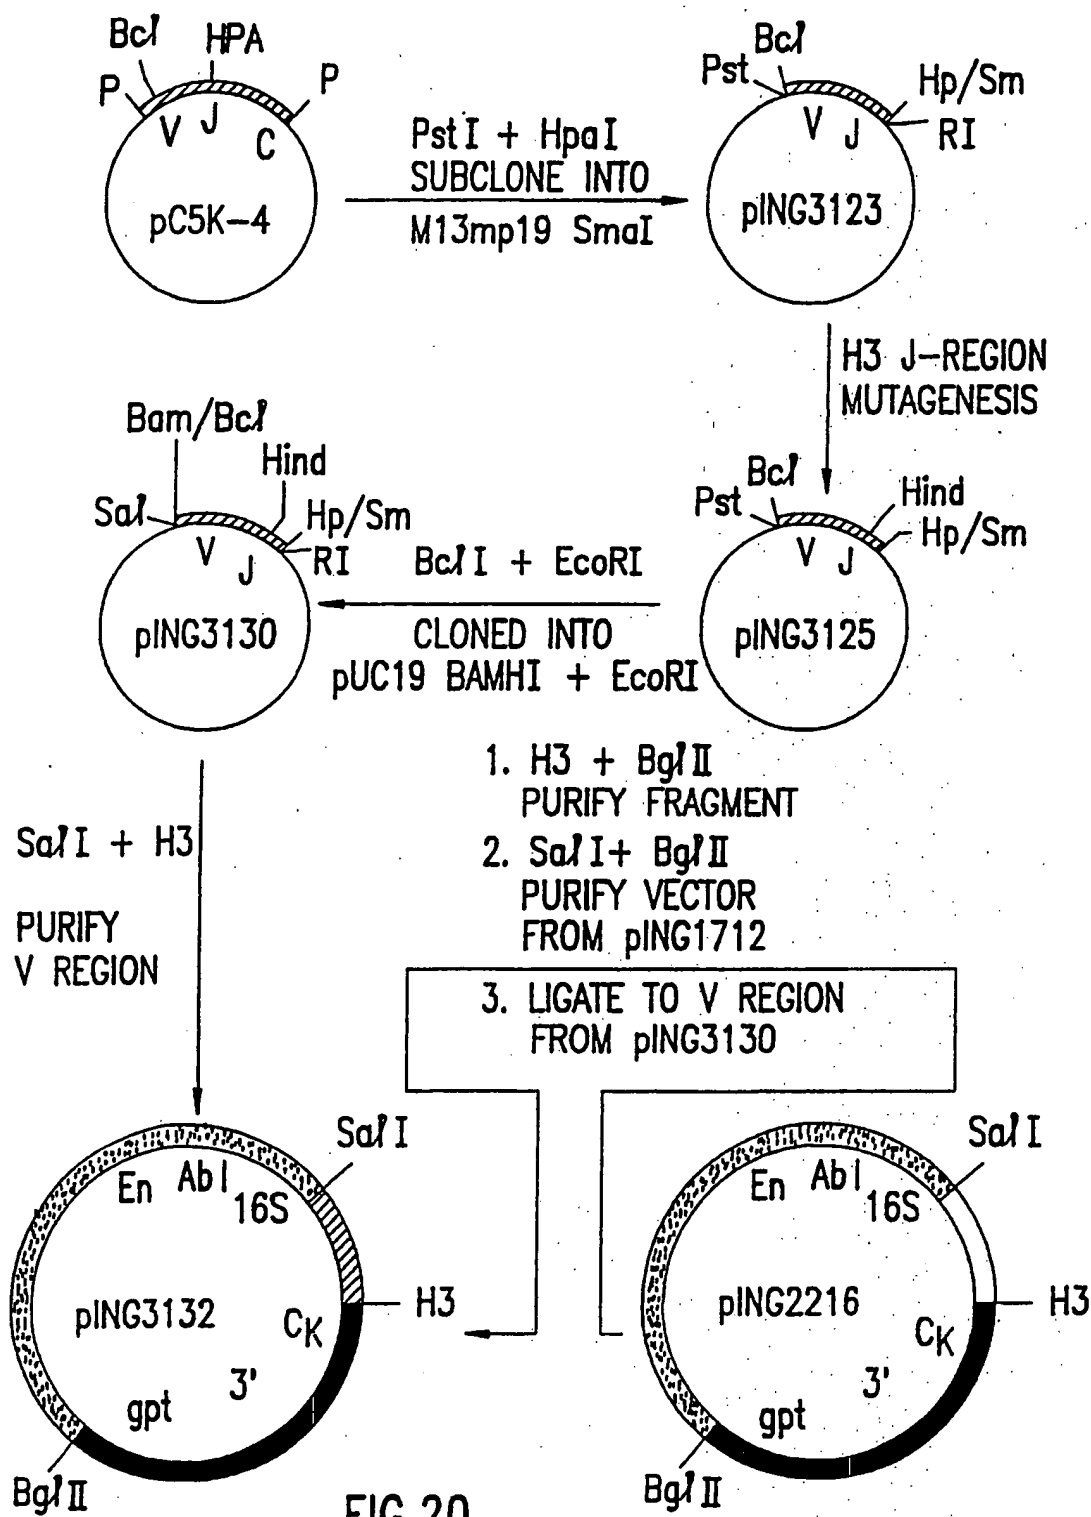 BclI HPA
P P
V J C
pC5K-4
PstI + HpaI
SUBCLONE INTO
M13mp19 SmaI
BclI
Pst Hp/Sm
V J RI
pING3123
H3 J-REGION
MUTAGENESIS
BclI
Pst Hind
Hp/Sm
V J
pING3125
BclI + EcoRI
CLONED INTO
pUC19 BAMHI + EcoRI
Bam/BclI
Hind
SalI Hp/Sm
V J RI
pING3130
SalI + H3
PURIFY
V REGION
1. H3 + BglII
PURIFY FRAGMENT
2. SalI+ BglII
PURIFY VECTOR
FROM pING1712
3. LIGATE TO V REGION
FROM pING3130
SalI
En AbI 16S
H3
pING3132
CK
3'
gpt
BglII
SalI
En AbI 16S
H3
pING2216
CK
3'
gpt
BglII
FIG.20